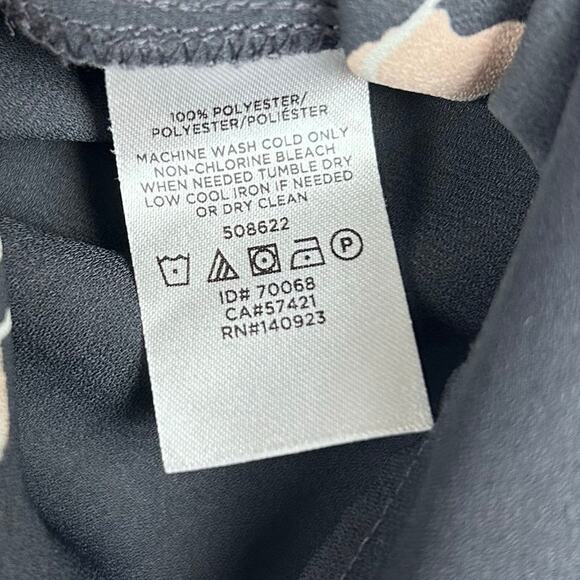 100% POLYESTER/
POLYESTER/POLIÉSTER
MACHINE WASH COLD ONLY
NON-CHLORINE BLEACH
WHEN NEEDED TUMBLE DRY
LOW COOL IRON IF NEEDED
OR DRY CLEAN
508622
P
ID# 70068
CA#57421
RN#140923